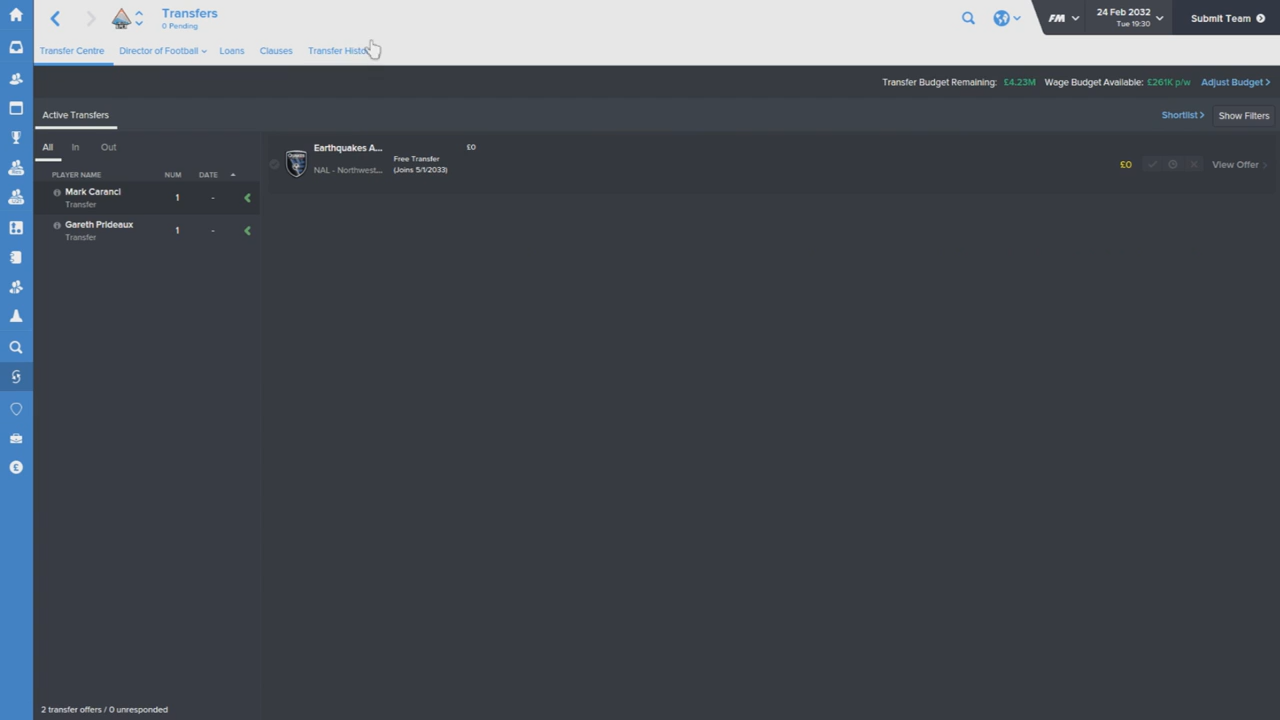 Transfers
0 Pending
FM
24 Feb 2032
Tue 19:30
Submit Team
Transfer Centre
Director of Football
Loans
Clauses
Transfer History
Transfer Budget Remaining: £4.23M
Wage Budget Available: £261K p/w
Adjust Budget >
Active Transfers
Shortlist >
Show Filters
All
In
Out
PLAYER NAME
NUM
DATE
Mark Caranci
Transfer
1
-
Gareth Prideaux
Transfer
1
-
Earthquakes A...
NAL - Northwest...
Free Transfer
(Joins 5/1/2033)
£0
£0
View Offer >
2 transfer offers / 0 unresponded